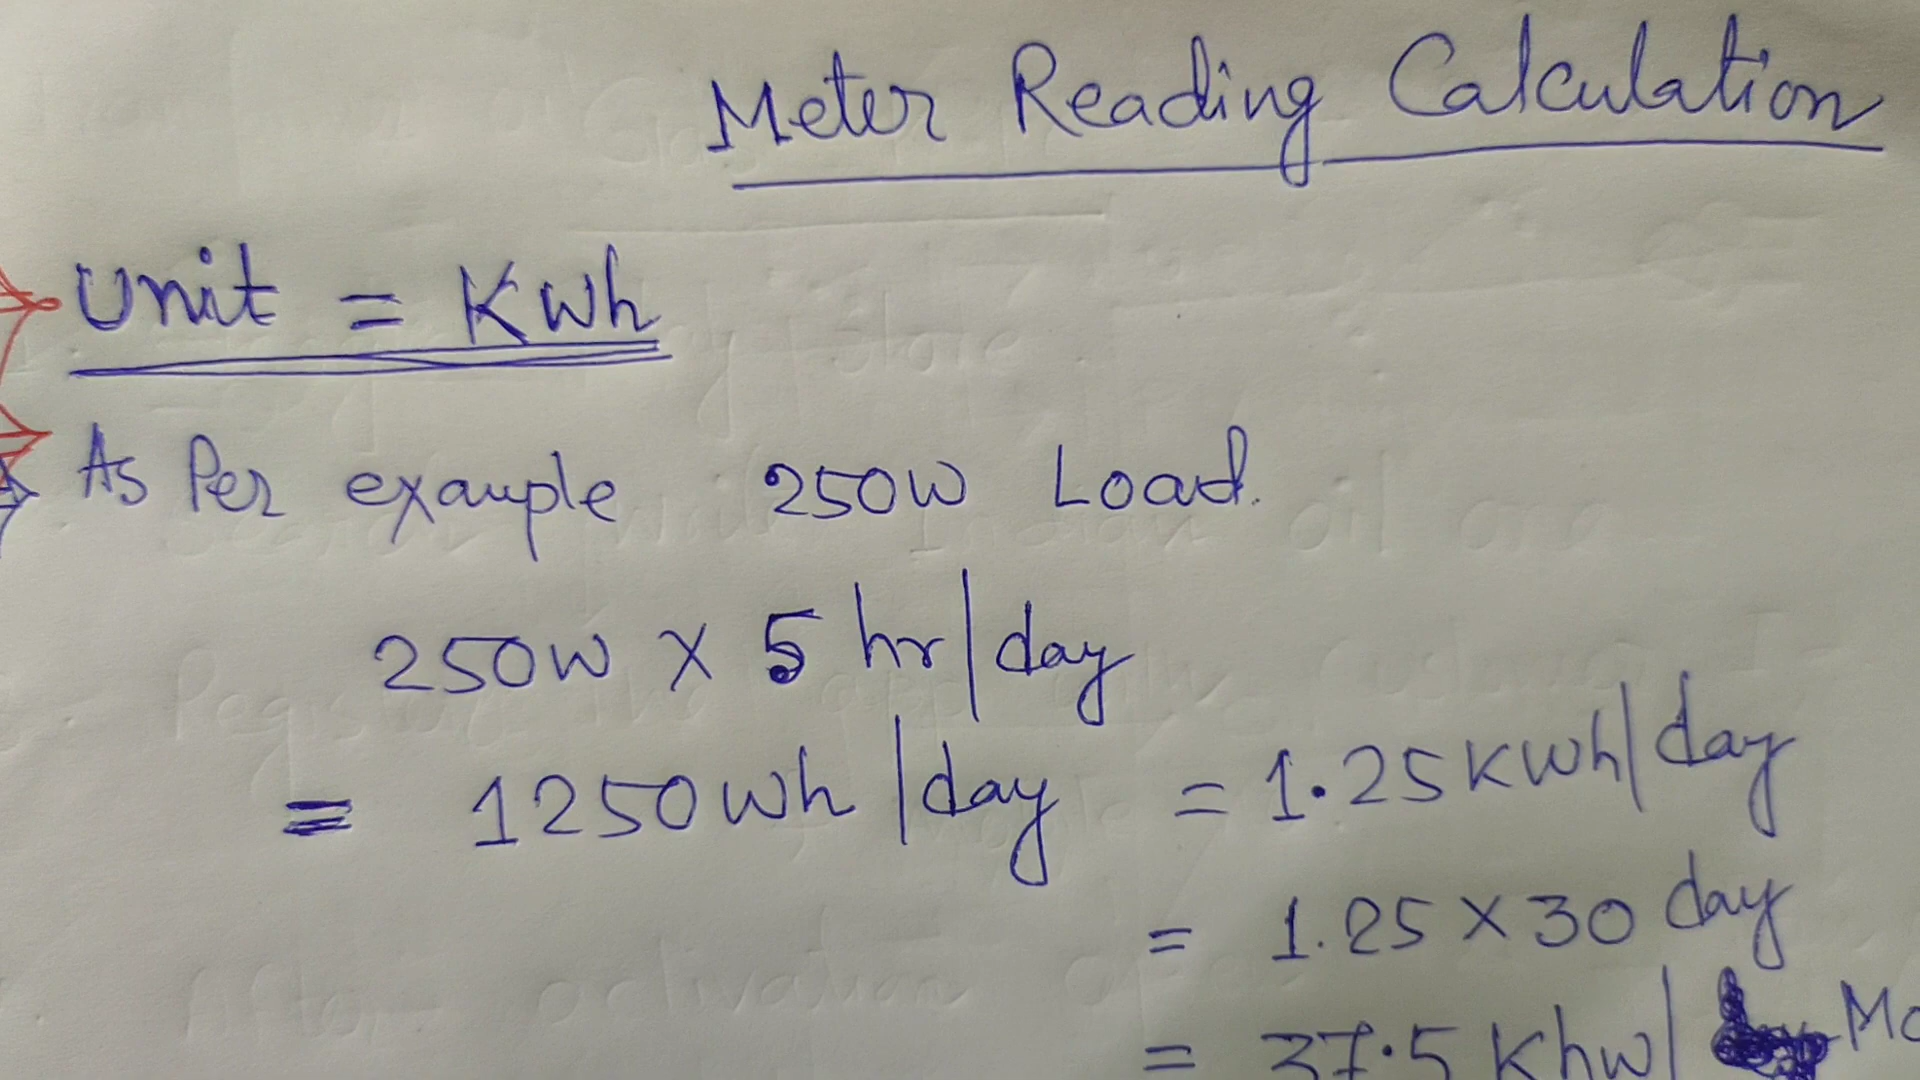 Meter Reading Calculation
Unit = KWh
As Per example 250W Load.
250W X 5 hr/day
= 1250Wh/day = 1.25KWh/day
= 1.25 X 30 day
= 37.5 Khw/